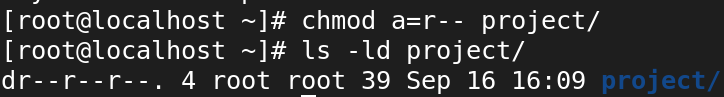 [root@localhost ~]# chmod a=r-- project/
[root@localhost ~]# ls -ld project/
dr--r--r--. 4 root root 39 Sep 16 16:09 project/